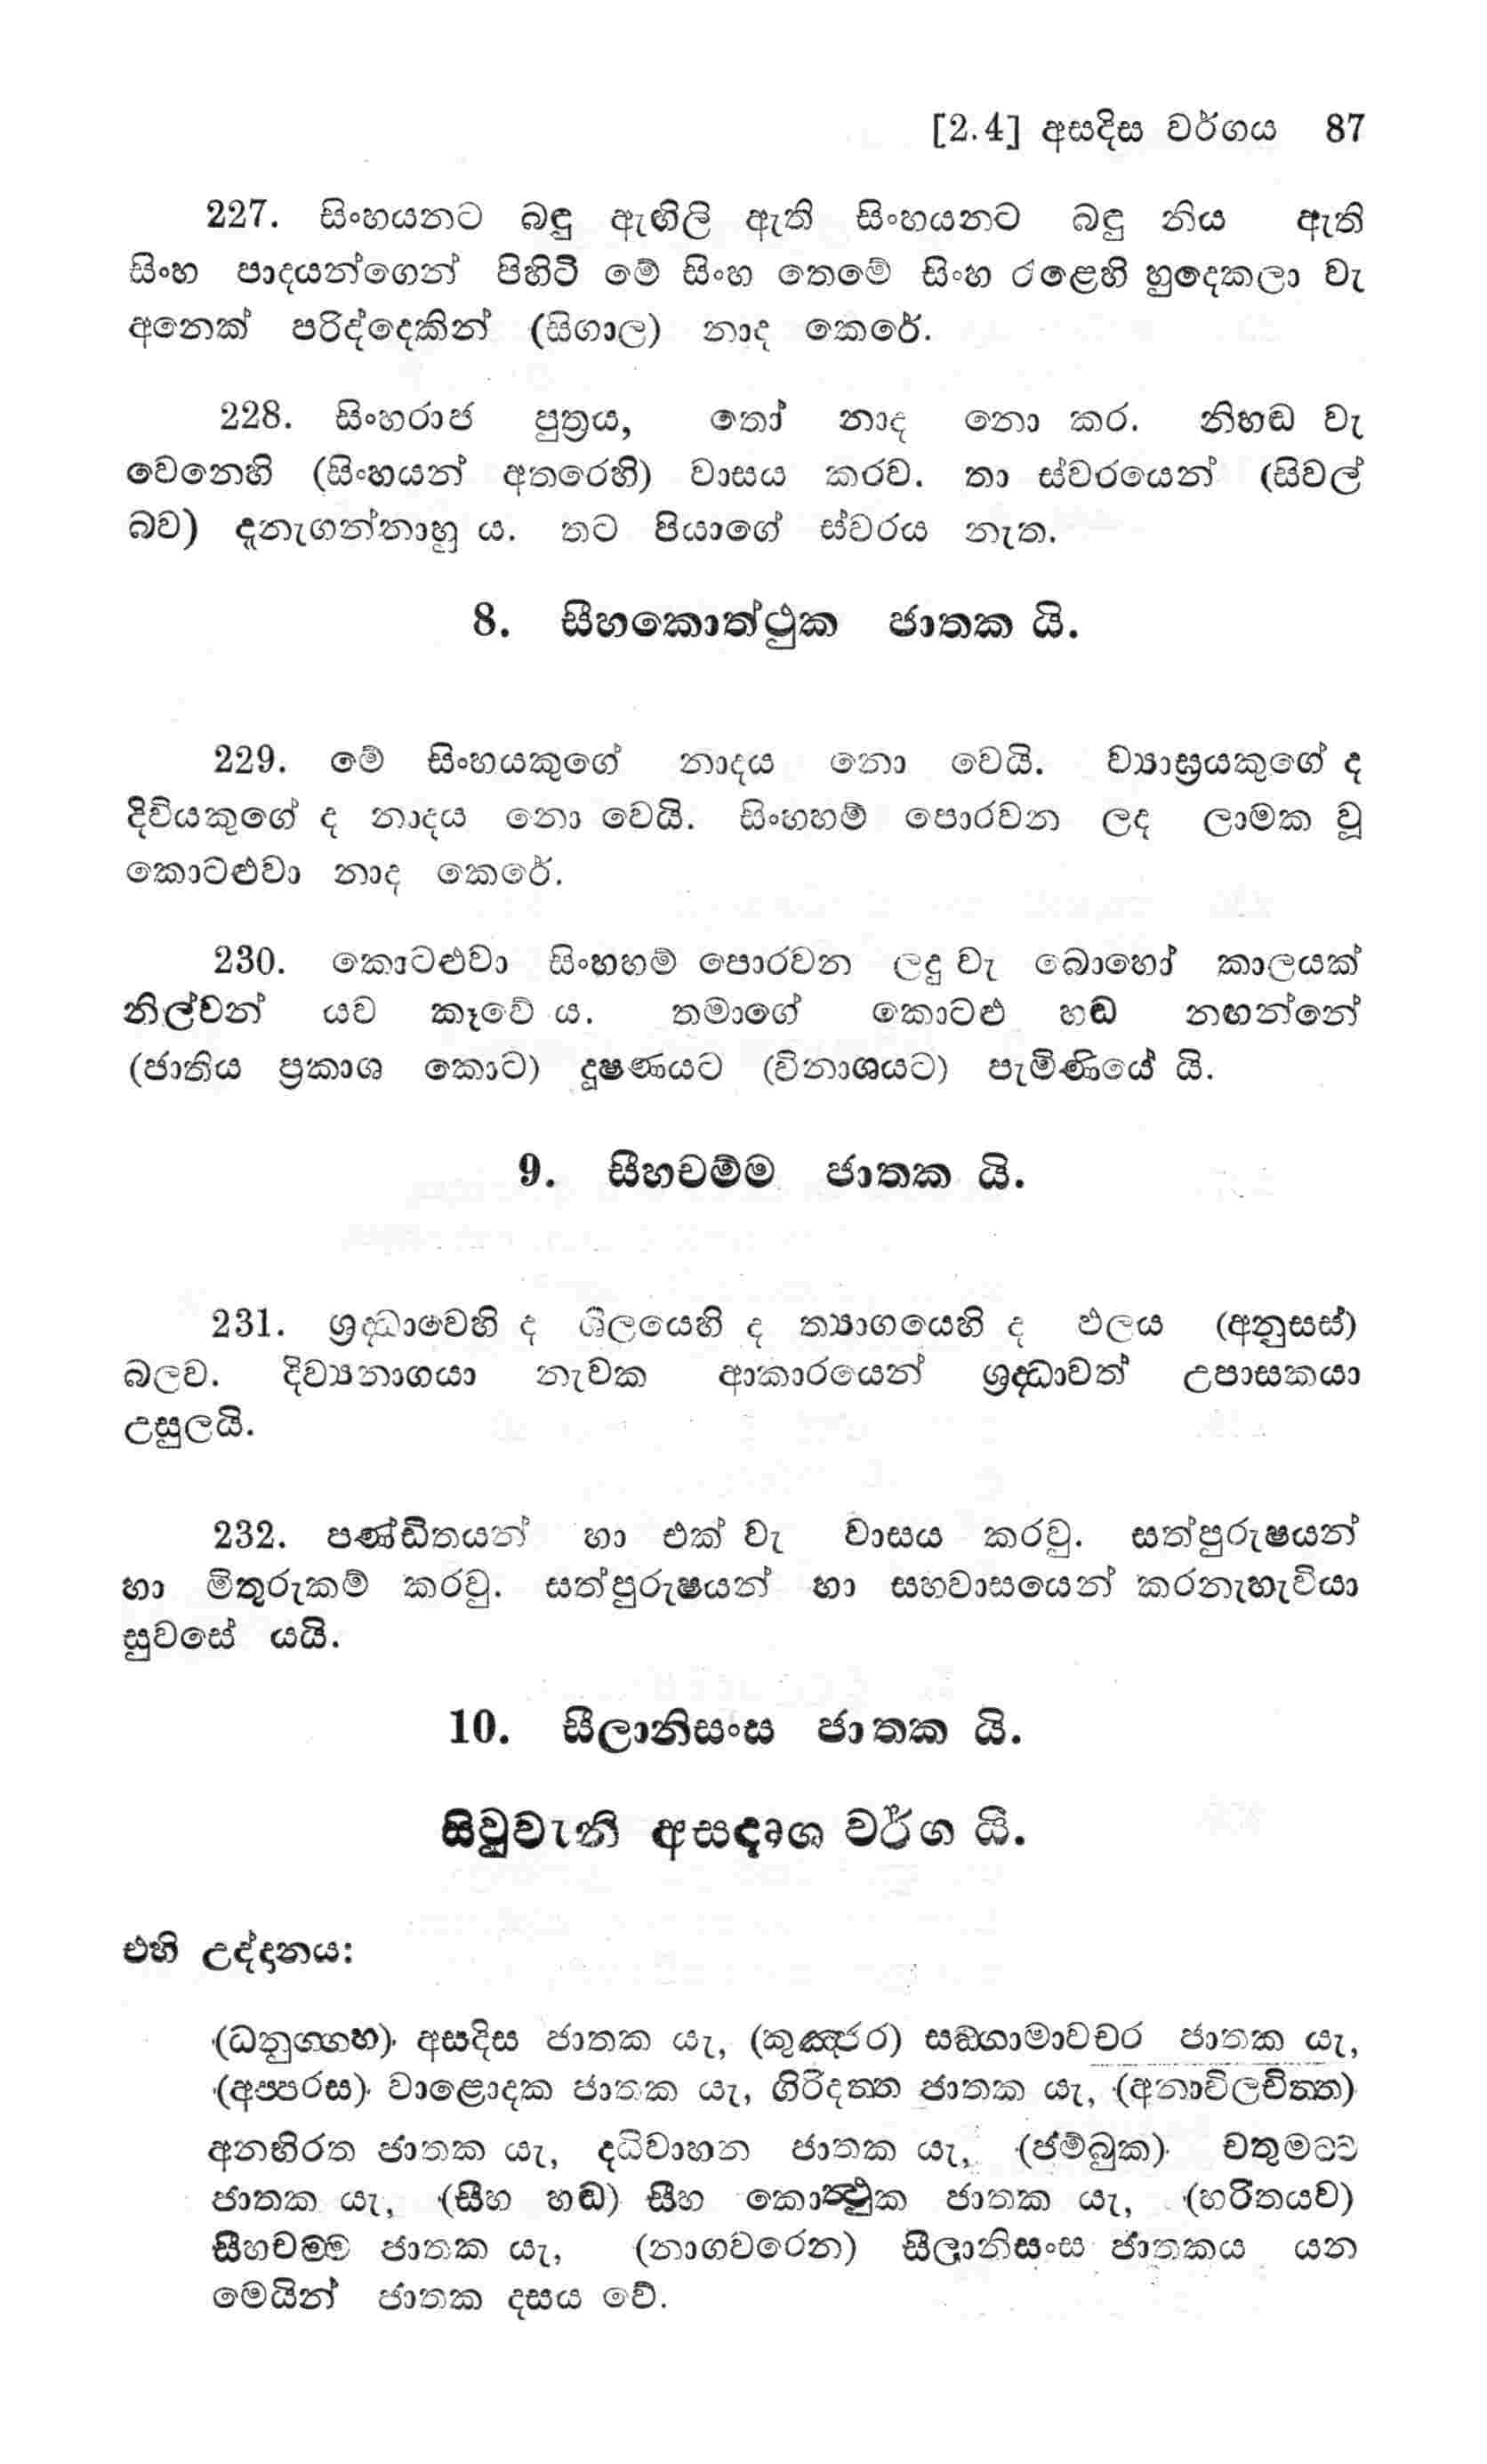 [2.4] අසදිස වර්ගය 87
227. සිංහයනට බඳු ඇඟිලි ඇති සිංහයනට බඳු නිය ඇති
සිංහ පාදයන්ගෙන් පිහිටි මේ සිංහ තෙමේ සිංහ රළෙහි හුදෙකලා වැ
අනෙක් පරිද්දෙකින් (සිගාල) නාද කෙරේ.
228. සිංහරාජ පුත්‍රය, තෝ නාද නො කර. නිහඬ වැ
වෙනෙහි (සිංහයන් අතරෙහි) වාසය කරව. තා ස්වරයෙන් (සිවල්
බව) දැනැගන්නාහු ය. තට පියාගේ ස්වරය නැත.
8. සීහකොත්ථුක ජාතක යි.
229. මේ සිංහයකුගේ නාදය නො වෙයි. ව්‍යාඝ්‍රයකුගේ ද
දිවියකුගේ ද නාදය නො වෙයි. සිංහහම් පොරවන ලද ලාමක වූ
කොටළුවා නාද කෙරේ.
230. කොටළුවා සිංහහම් පොරවන ලදු වැ බොහෝ කාලයක්
නිල්වන් යව කෑවේ ය. තමාගේ කොටළු හඬ නඟන්නේ
(ජාතිය ප්‍රකාශ කොට) දූෂණයට (විනාශයට) පැමිණියේ යි.
9. සීහචම්ම ජාතක යි.
231. ශ්‍රද්ධාවෙහි ද ශීලයෙහි ද ත්‍යාගයෙහි ද ඵලය (අනුසස්)
බලව. දිව්‍යනාගයා නැවක ආකාරයෙන් ශ්‍රද්ධාවත් උපාසකයා
උසුලයි.
232. පණ්ඩිතයන් හා එක් වැ වාසය කරවු. සත්පුරුෂයන්
හා මිතුරුකම් කරවු. සත්පුරුෂයන් හා සහවාසයෙන් කරනැහැවියා
සුවසේ යයි.
10. සීලානිසංස ජාතක යි.
සිවුවැනි අසදෘශ වර්ග යි.
එහි උද්දානය:
(ධනුග්ගහ) අසදිස ජාතක යැ, (කුඤ්ජර) සඞ්ගාමාවචර ජාතක යැ,
(අප්පරස) වාළොදක ජාතක යැ, ගිරිදත්ත ජාතක යැ, (අනාවිලචිත්ත)
අනභිරත ජාතක යැ, දධිවාහන ජාතක යැ, (ජම්බුක) චතුමට්ට
ජාතක යැ, (සීහ හඬ) සීහ කොත්ථුක ජාතක යැ, (හරිතයව)
සීහචම්ම ජාතක යැ, (නාගවරෙන) සීලානිසංස ජාතකය යන
මෙයින් ජාතක දසය වේ.